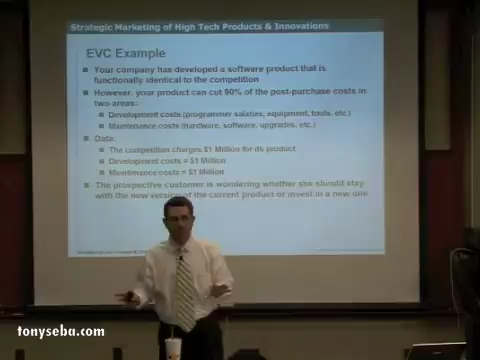 Strategic Marketing of High Tech Products & Innovations
EVC Example
Your company has developed a software product that is
functionally identical to the competition
However, your product can cut 90% of the post-purchase costs in
two areas:
Development costs (programmer salaries, equipment, tools, etc.)
Maintenance costs (hardware, software, upgrades, etc.)
Data:
The competition charges $1 Million for its product
Development costs = $1 Million
Maintenance costs = $1 Million
The prospective customer is wondering whether she should stay
with the new version of the current product or invest in a new one
tonyseba.com